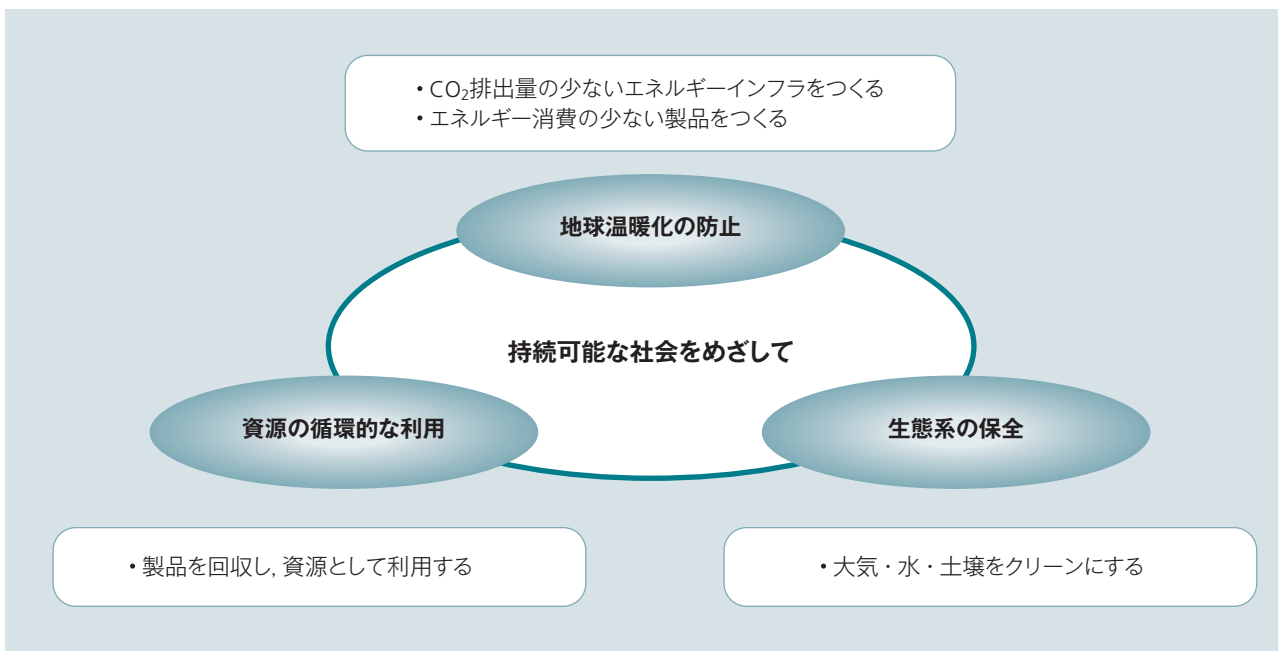 • CO₂排出量の少ないエネルギーインフラをつくる
• エネルギー消費の少ない製品をつくる
地球温暖化の防止
持続可能な社会をめざして
資源の循環的な利用
生態系の保全
• 製品を回収し, 資源として利用する
• 大気・水・土壌をクリーンにする